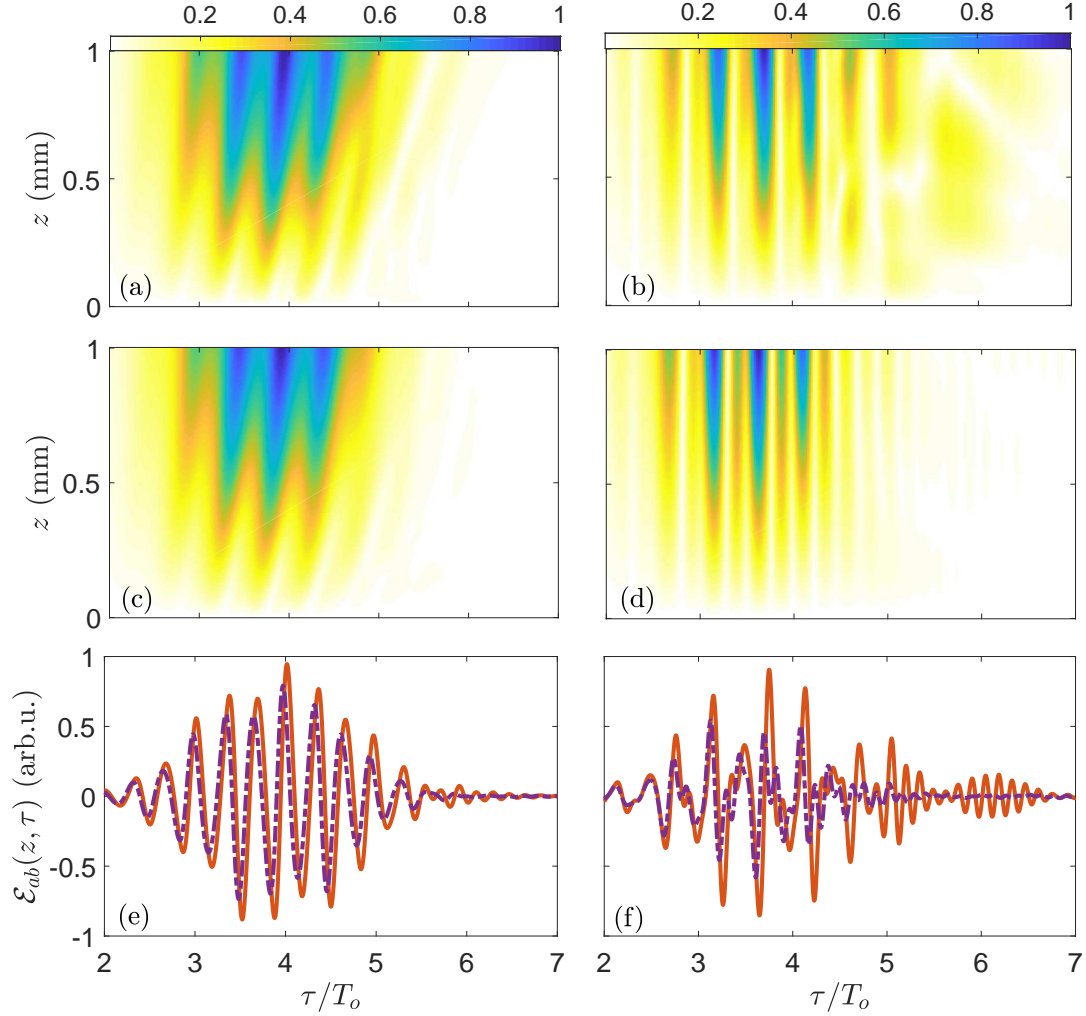 0.2 0.4 0.6 0.8 1 0.2 0.4 0.6 0.8 1
1
z (mm)
0.5
0
(a) (b)
1
z (mm)
0.5
0
(c) (d)
1
0.5
0
-0.5
-1
ℰab(z, τ) (arb.u.)
(e) (f)
2 3 4 5 6 7 2 3 4 5 6 7
τ/To τ/To